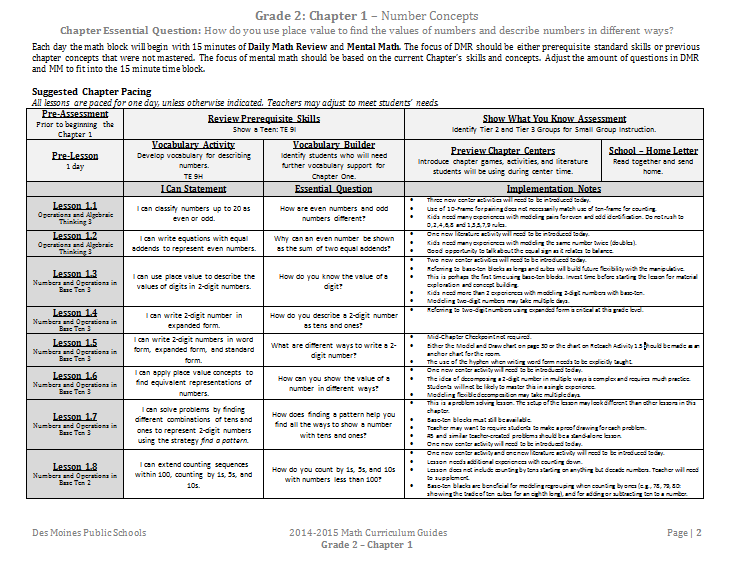 Grade 2: Chapter 1 – Number Concepts
Chapter Essential Question: How do you use place value to find the values of numbers and describe numbers in different ways?
Each day the math block will begin with 15 minutes of Daily Math Review and Mental Math. The focus of DMR should be either prerequisite standard skills or previous
chapter concepts that were not mastered. The focus of mental math should be based on the current Chapter's skills and concepts. Adjust the amount of questions in DMR
and MM to fit into the 15 minute time block.
Suggested Chapter Pacing
All lessons are paced for one day, unless otherwise indicated. Teachers may adjust to meet students' needs.
Pre-Assessment
Prior to beginning the
Chapter 1
Review Prerequisite Skills
Show a Teen: TE 9I
Show What You Know Assessment
Identify Tier 2 and Tier 3 Groups for Small Group Instruction.
Pre-Lesson
1 day
Vocabulary Activity
Develop vocabulary for describing
numbers.
TE 9H
Vocabulary Builder
Identify students who will need
further vocabulary support for
Chapter One.
Preview Chapter Centers
Introduce chapter games, activities, and literature
students will be using during center time.
School – Home Letter
Read together and send
home.
I Can Statement
Essential Question
Implementation Notes
Lesson 1.1
Operations and Algebraic
Thinking 3
I can classify numbers up to 20 as
even or odd.
How are even numbers and odd
numbers different?
• Three new center activities will need to be introduced today.
• Use of 10-frame for pairing does not necessarily match use of ten-frame for counting.
• Kids need many experiences with modeling pairs for even and odd identification. Do not rush to
0, 2, 4, 6, 8 and 1,3,5,7,9 rules.
Lesson 1.2
Operations and Algebraic
Thinking 3
I can write equations with equal
addends to represent even numbers.
Why can an even number be shown
as the sum of two equal addends?
• One new literature activity will need to be introduced today.
• Kids need many experiences with modeling the same number twice (doubles).
• Good opportunity to talk about the equal sign as it relates to balance.
Lesson 1.3
Numbers and Operations in
Base Ten 3
I can use place value to describe the
values of digits in 2-digit numbers.
How do you know the value of a
digit?
• Two new center activities will need to be introduced today.
• Referring to base-ten blocks as longs and cubes will build future flexibility with the manipulative.
• This is perhaps the first time using base-ten blocks. Invest time before starting the lesson for material
exploration and concept building.
• Kids need more than 2 experiences with modeling 2-digit numbers with base-ten.
• Modeling two-digit numbers may take multiple days.
Lesson 1.4
Numbers and Operations in
Base Ten 3
I can write 2-digit number in
expanded form.
How do you describe a 2-digit number
as tens and ones?
• Referring to two-digit numbers using expanded form is critical at this grade level.
Lesson 1.5
Numbers and Operations in
Base Ten 3
I can write 2-digit numbers in word
form, expanded form, and standard
form.
What are different ways to write a 2-
digit number?
• Mid-Chapter Checkpoint not required.
• Either the Model and Draw chart on page 30 or the chart on Reteach Activity 1.5 should be made as an
anchor chart for the room.
• The use of the hyphen when writing word form needs to be explicitly taught.
Lesson 1.6
Numbers and Operations in
Base Ten 3
I can apply place value concepts to
find equivalent representations of
numbers.
How can you show the value of a
number in different ways?
• One new center activity will need to be introduced today.
• The idea of decomposing a 2-digit number in multiple ways is complex and requires much practice.
Students will not be likely to master this in a single experience.
• Modeling flexible decomposition may take multiple days.
Lesson 1.7
Numbers and Operations in
Base Ten 3
I can solve problems by finding
different combinations of tens and
ones to represent 2-digit numbers
using the strategy find a pattern.
How does finding a pattern help you
find all the ways to show a number
with tens and ones?
• This is a problem solving lesson. The setup of the lesson may look different than other lessons in this
chapter.
• Base-ten blocks must still be available.
• Teacher may want to require students to make a proof drawing for each problem.
• #5 and similar teacher-created problems should be a stand-alone lesson.
• One new center activity will need to be introduced today.
Lesson 1.8
Numbers and Operations in
Base Ten 2
I can extend counting sequences
within 100, counting by 1s, 5s, and
10s.
How do you count by 1s, 5s, and 10s
with numbers less than 100?
• One new center activity and one new literature activity will need to be introduced today.
• Lesson needs additional experiences with counting down.
• Lesson does not include counting by tens starting on anything but decade numbers. Teacher will need
to supplement.
• Base-ten blocks are beneficial for modeling regrouping when counting by ones (e.g., 78, 79, 80:
showing the trade of ten cubes for an eighth long), and for adding or subtracting ten to a number.
Des Moines Public Schools
2014-2015 Math Curriculum Guides
Page | 2
Grade 2 – Chapter 1